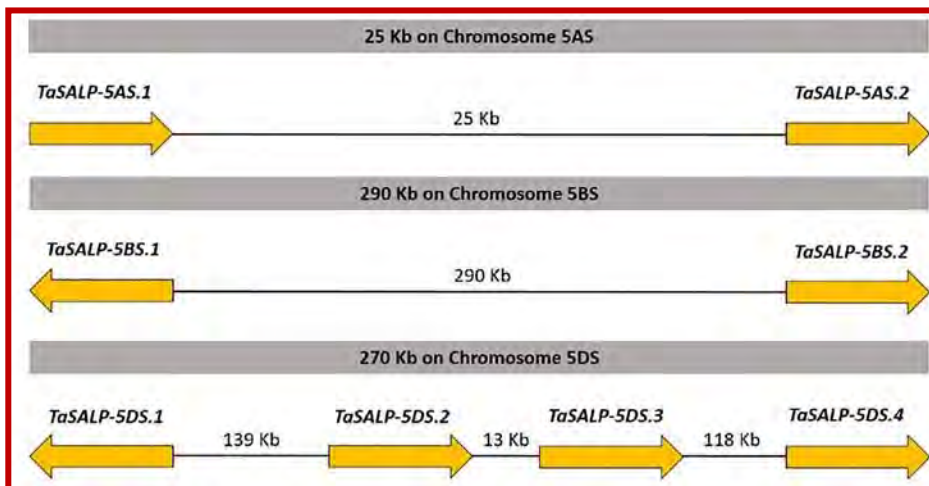 25 Kb on Chromosome 5AS
TaSALP-5AS.1 TaSALP-5AS.2
25 Kb
290 Kb on Chromosome 5BS
TaSALP-5BS.1 TaSALP-5BS.2
290 Kb
270 Kb on Chromosome 5DS
TaSALP-5DS.1 TaSALP-5DS.2 TaSALP-5DS.3 TaSALP-5DS.4
139 Kb 13 Kb 118 Kb